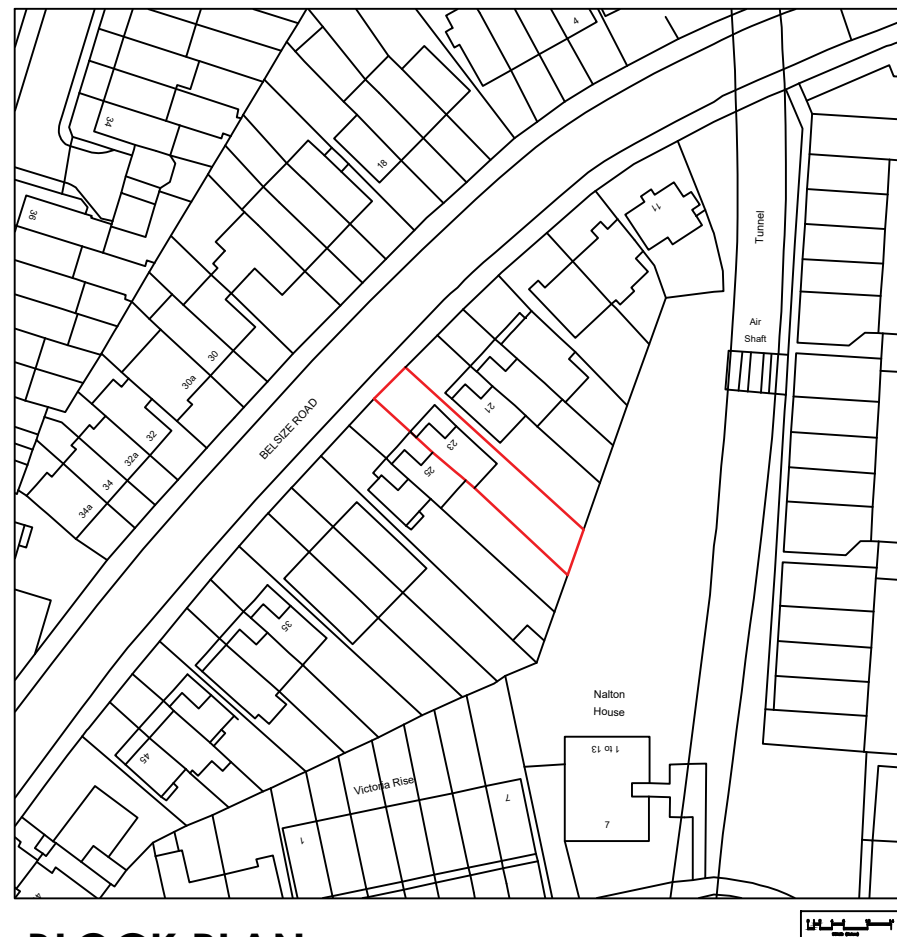 4
34
18
36
11
Tunnel
Air
Shaft
30
30a
21
BELSIZE ROAD
32
23
32a
25
34
34a
35
Nalton
House
1 to 13
45
Victoria Rise
7
7
1
BLOCK PLAN